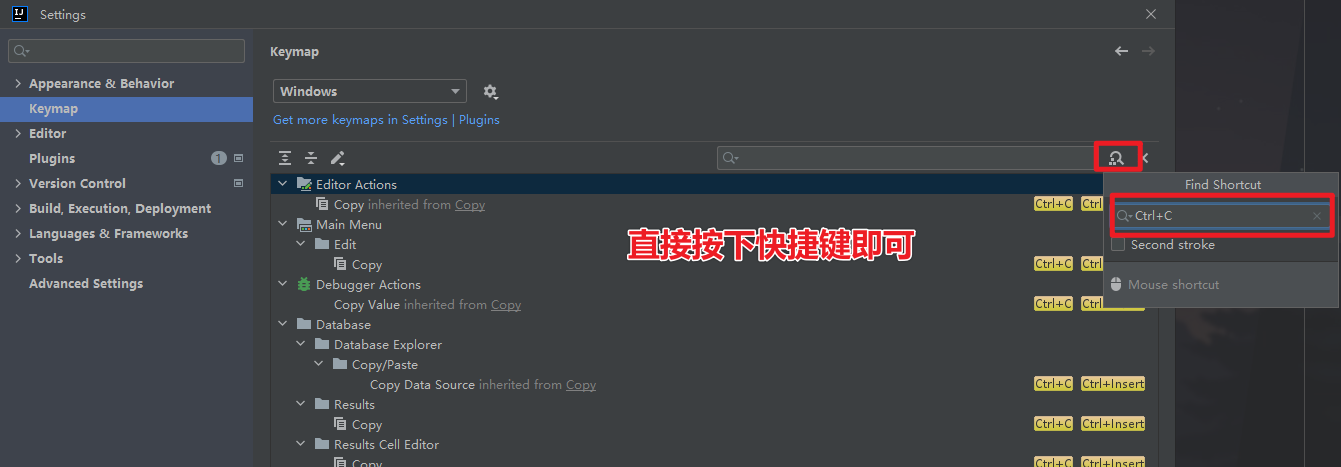 IJ Settings
Appearance & Behavior
Keymap
Editor
Plugins 1
Version Control
Build, Execution, Deployment
Languages & Frameworks
Tools
Advanced Settings
Keymap
Windows
Get more keymaps in Settings | Plugins
Editor Actions
Copy inherited from Copy Ctrl+C Ctrl
Main Menu
Edit
Copy Ctrl+C Ctrl
Debugger Actions
Copy Value inherited from Copy Ctrl+C Ctrl+Insert
Database
Database Explorer
Copy/Paste
Copy Data Source inherited from Copy Ctrl+C Ctrl+Insert
Results
Copy Ctrl+C Ctrl+Insert
Results Cell Editor
Copy Ctrl+C Ctrl+Insert
Find Shortcut
Ctrl+C
Second stroke
Mouse shortcut
直接按下快捷键即可